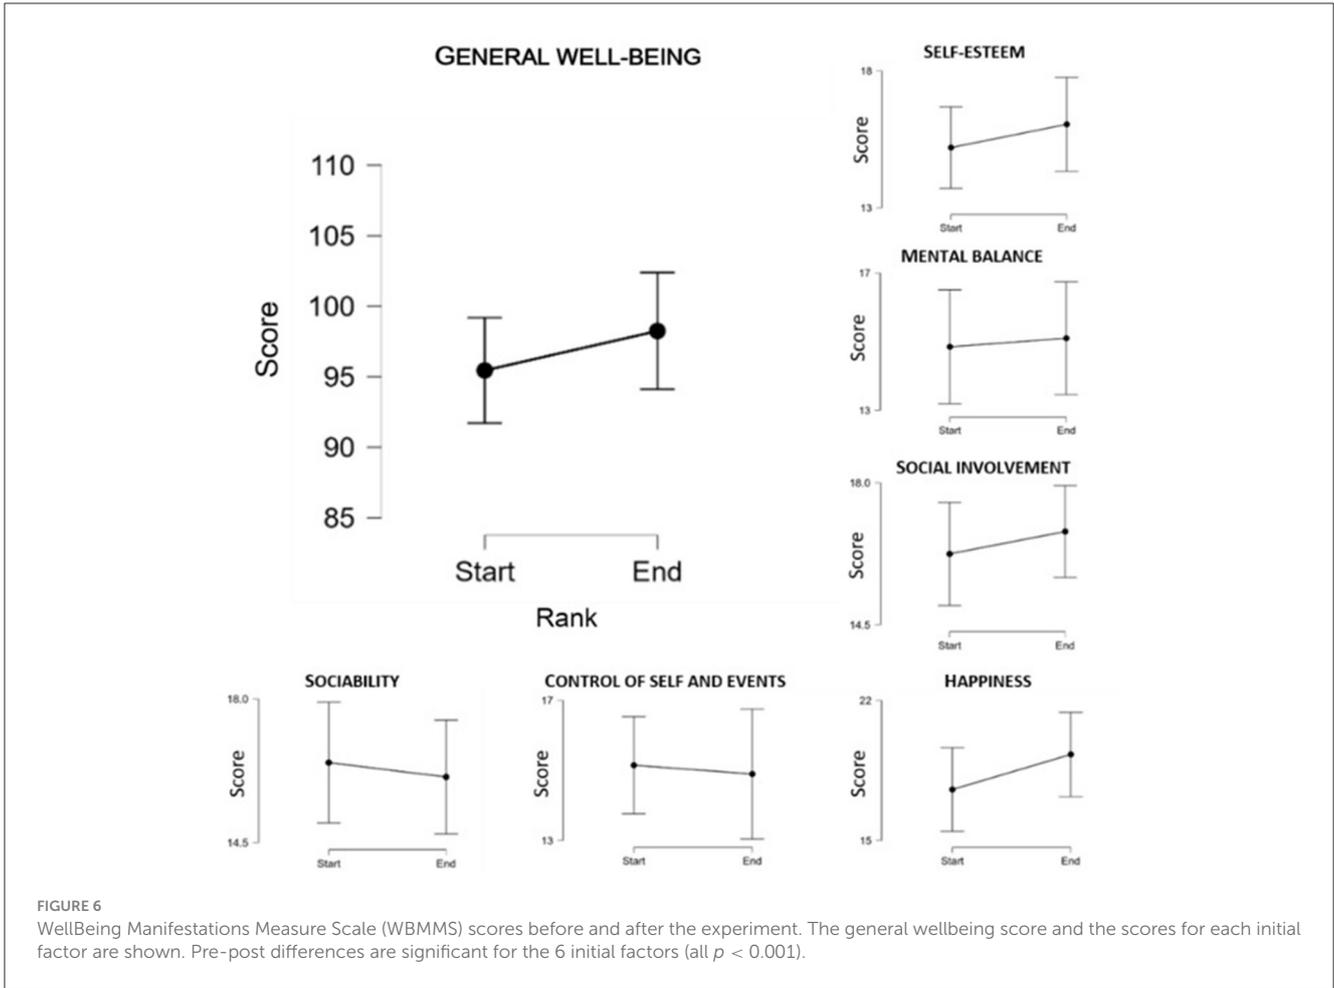 GENERAL WELL-BEING
110
105
100
95
90
85
Score
Start End
Rank
SELF-ESTEEM
18
13
Score
Start End
MENTAL BALANCE
17
13
Score
Start End
SOCIAL INVOLVEMENT
18.0
14.5
Score
Start End
SOCIABILITY
18.0
14.5
Score
Start End
CONTROL OF SELF AND EVENTS
17
13
Score
Start End
HAPPINESS
22
15
Score
Start End
FIGURE 6
WellBeing Manifestations Measure Scale (WBMMS) scores before and after the experiment. The general wellbeing score and the scores for each initial
factor are shown. Pre-post differences are significant for the 6 initial factors (all p < 0.001).